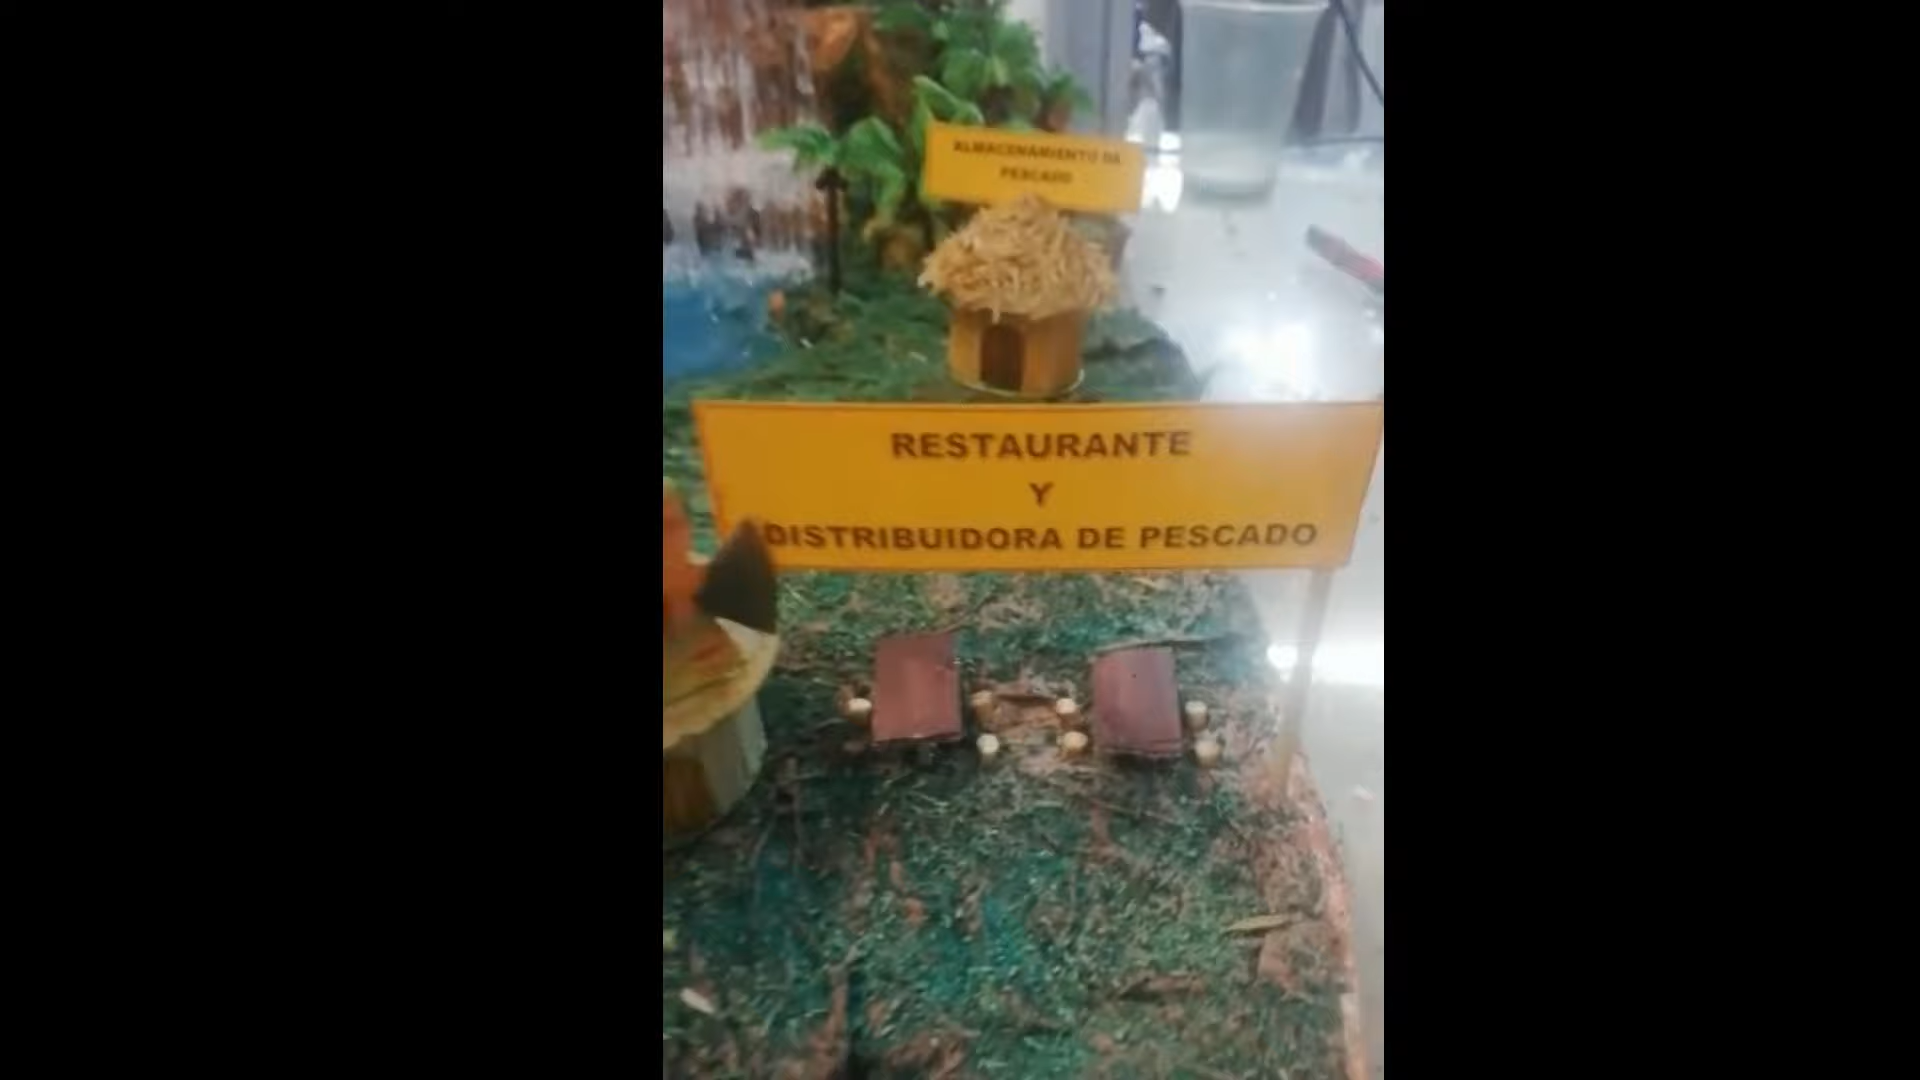 ALMACENAMIENTO DE
PESCADO
RESTAURANTE
Y
DISTRIBUIDORA DE PESCADO